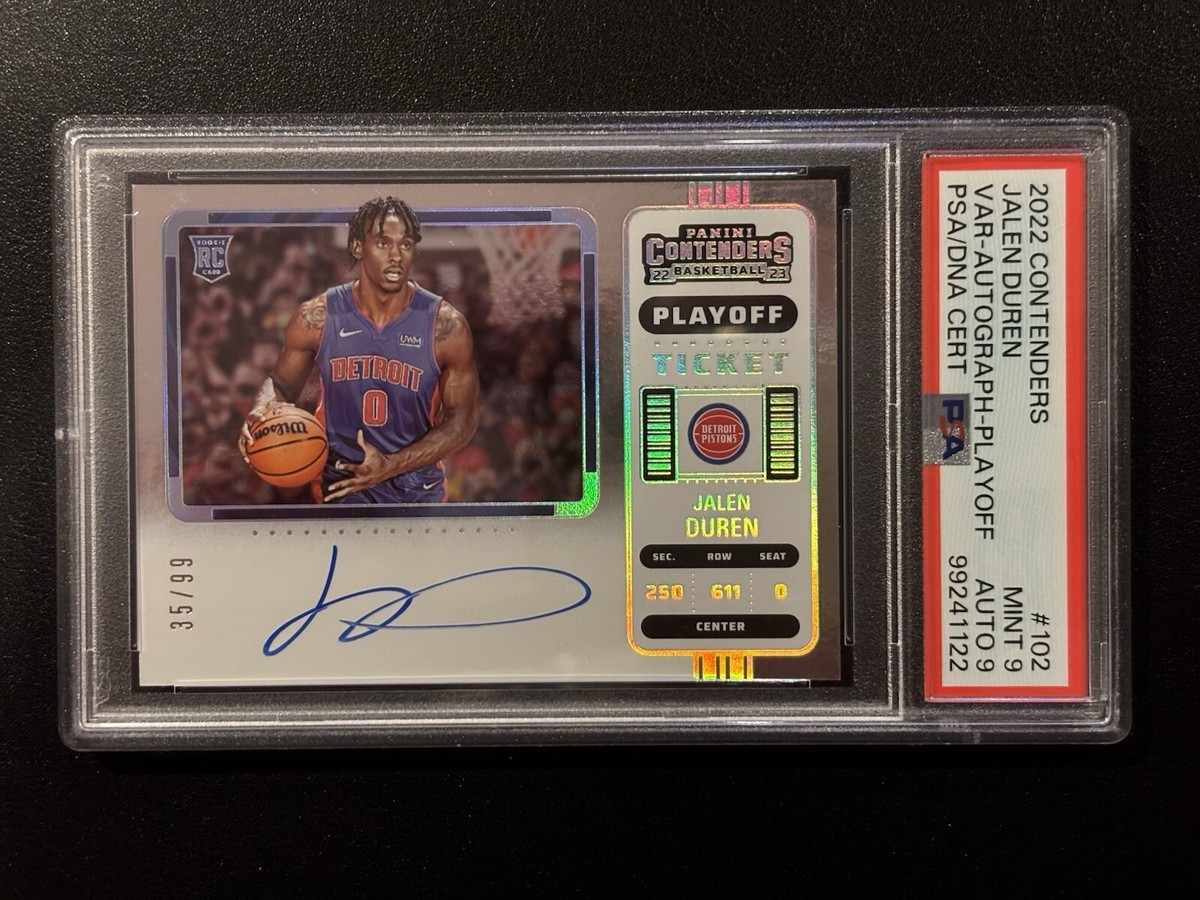 ROOKIE
RC
CARD
UWM
DETROIT
0
Wilson
35/99
PANINI
CONTENDERS
22 BASKETBALL 23
PLAYOFF
TICKET
DETROIT
PISTONS
JALEN
DUREN
SEC. ROW SEAT
250 611 0
CENTER
2022 CONTENDERS #102
JALEN DUREN MINT 9
VAR-AUTOGRAPH-PLAYOFF AUTO 9
PSA/DNA CERT 99241122
PSA